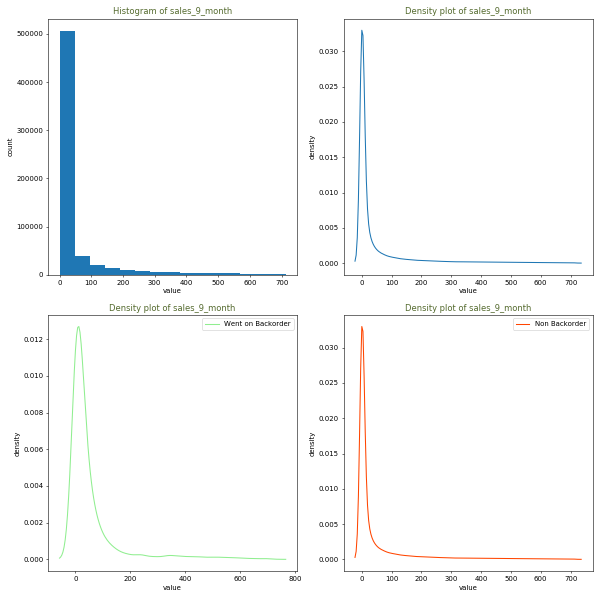 Histogram of sales_9_month
500000
400000
300000
200000
100000
0
count
0 100 200 300 400 500 600 700
value
Density plot of sales_9_month
0.030
0.025
0.020
0.015
0.010
0.005
0.000
density
0 100 200 300 400 500 600 700
value
Density plot of sales_9_month
Went on Backorder
0.012
0.010
0.008
0.006
0.004
0.002
0.000
density
0 200 400 600 800
value
Density plot of sales_9_month
Non Backorder
0.030
0.025
0.020
0.015
0.010
0.005
0.000
density
0 100 200 300 400 500 600 700
value